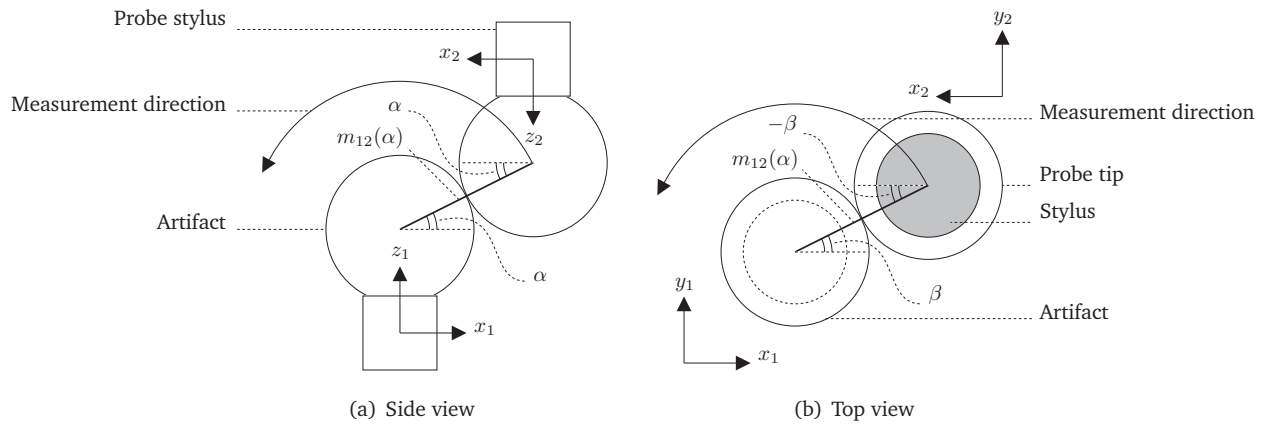 Probe stylus
x₂
Measurement direction
α
z₂
m₁₂(α)
Artifact
z₁
α
x₁
(a) Side view
y₂
x₂
Measurement direction
−β
m₁₂(α)
Probe tip
Stylus
y₁
β
Artifact
x₁
(b) Top view